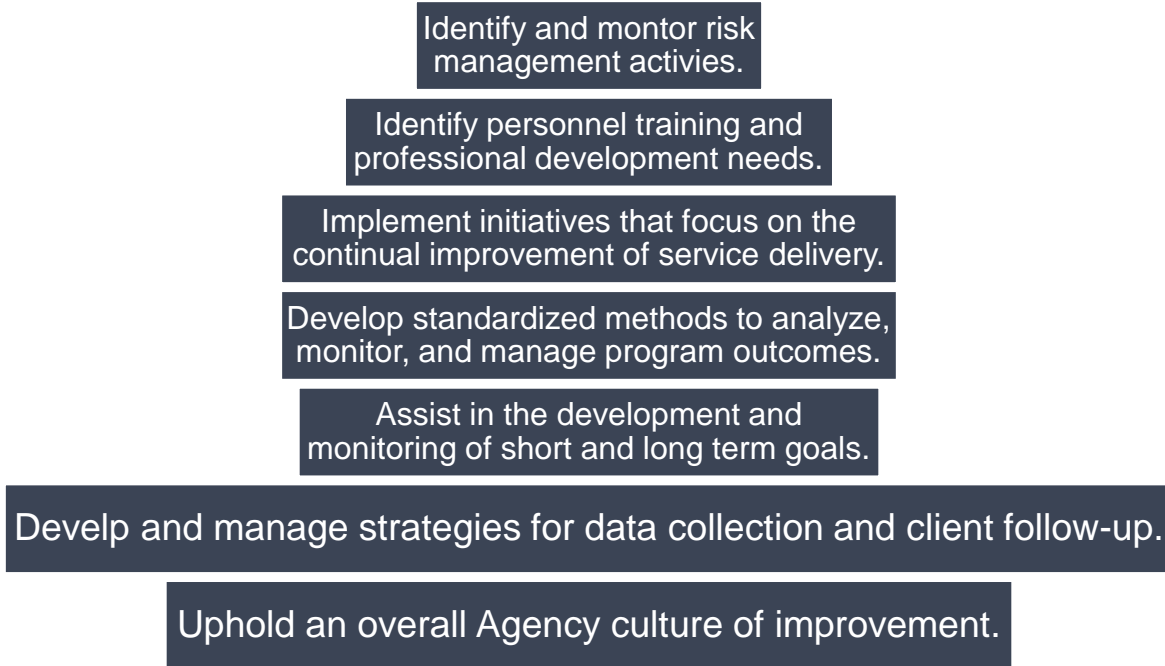 Identify and montor risk
management activies.
Identify personnel training and
professional development needs.
Implement initiatives that focus on the
continual improvement of service delivery.
Develop standardized methods to analyze,
monitor, and manage program outcomes.
Assist in the development and
monitoring of short and long term goals.
Develp and manage strategies for data collection and client follow-up.
Uphold an overall Agency culture of improvement.